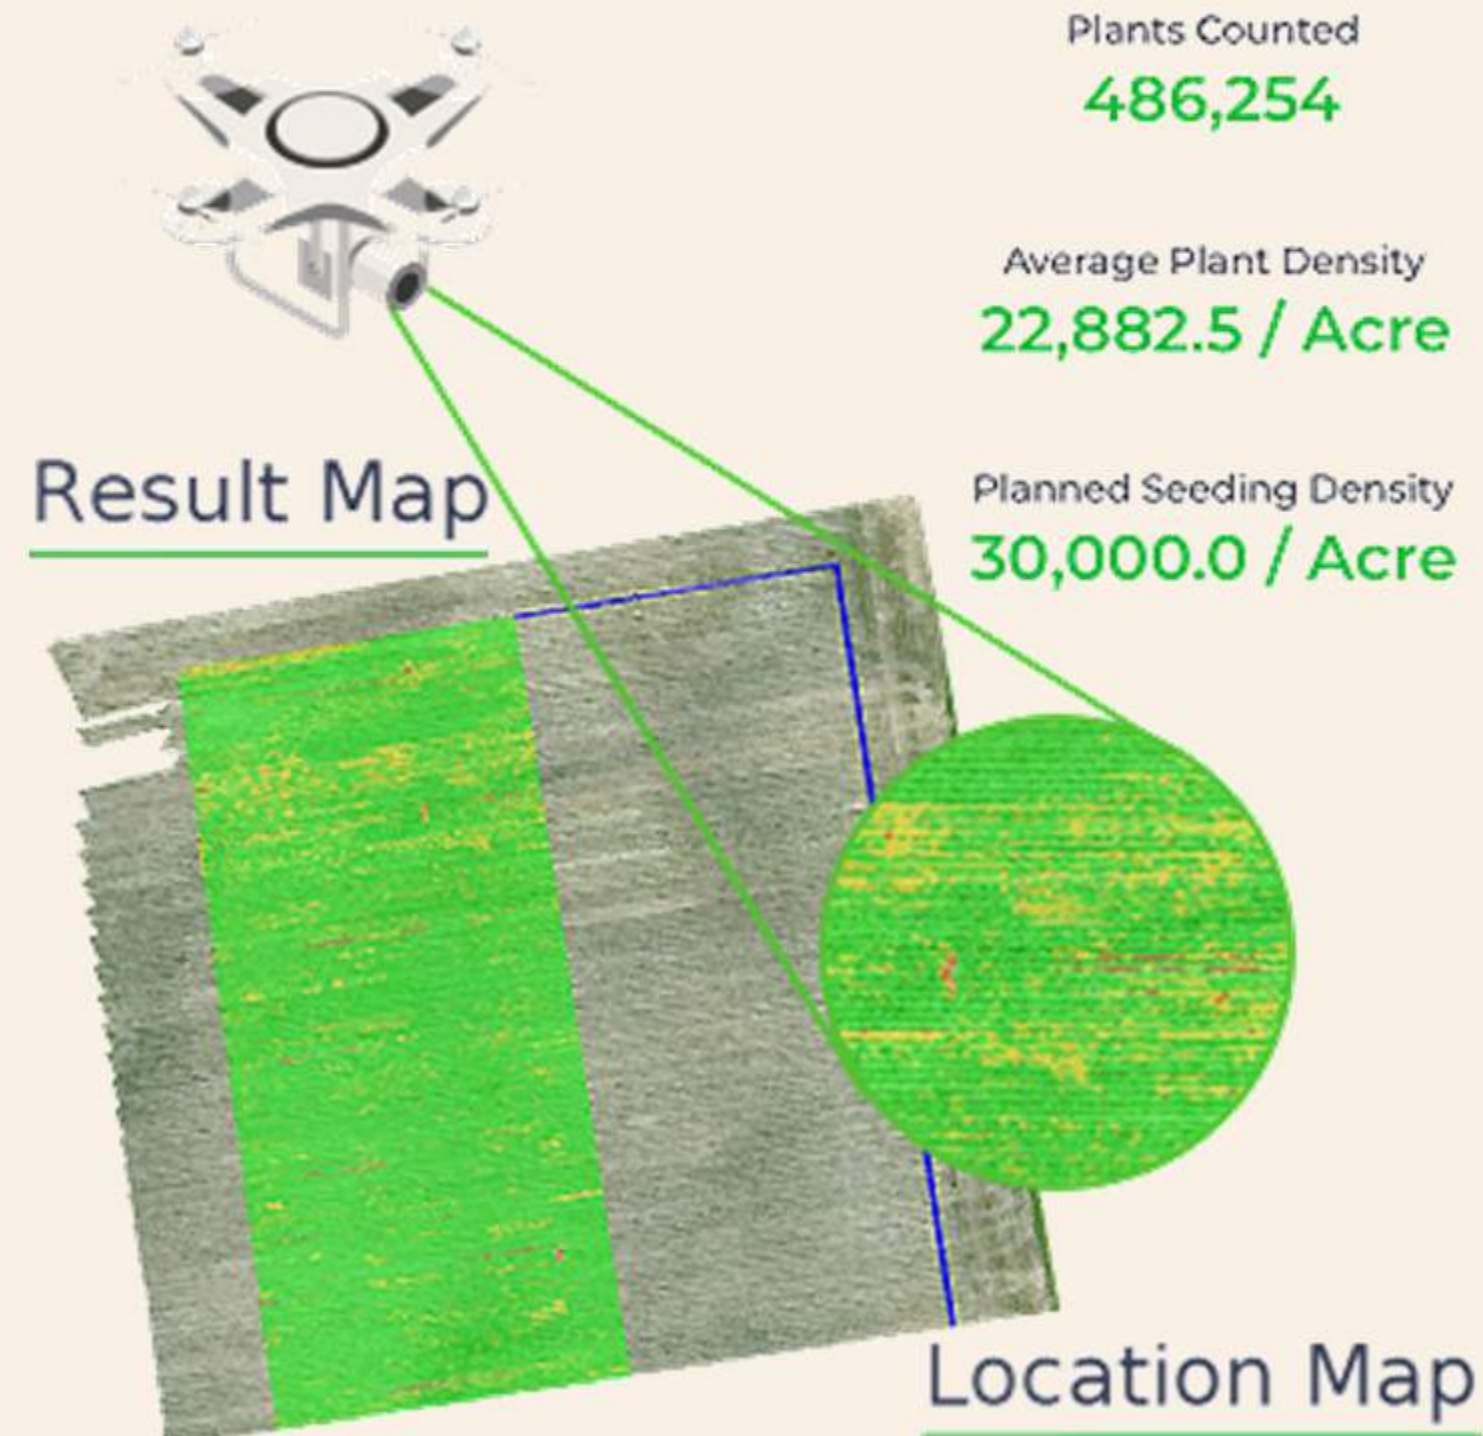 Plants Counted
486,254
Average Plant Density
22,882.5 / Acre
Result Map
Planned Seeding Density
30,000.0 / Acre
Location Map